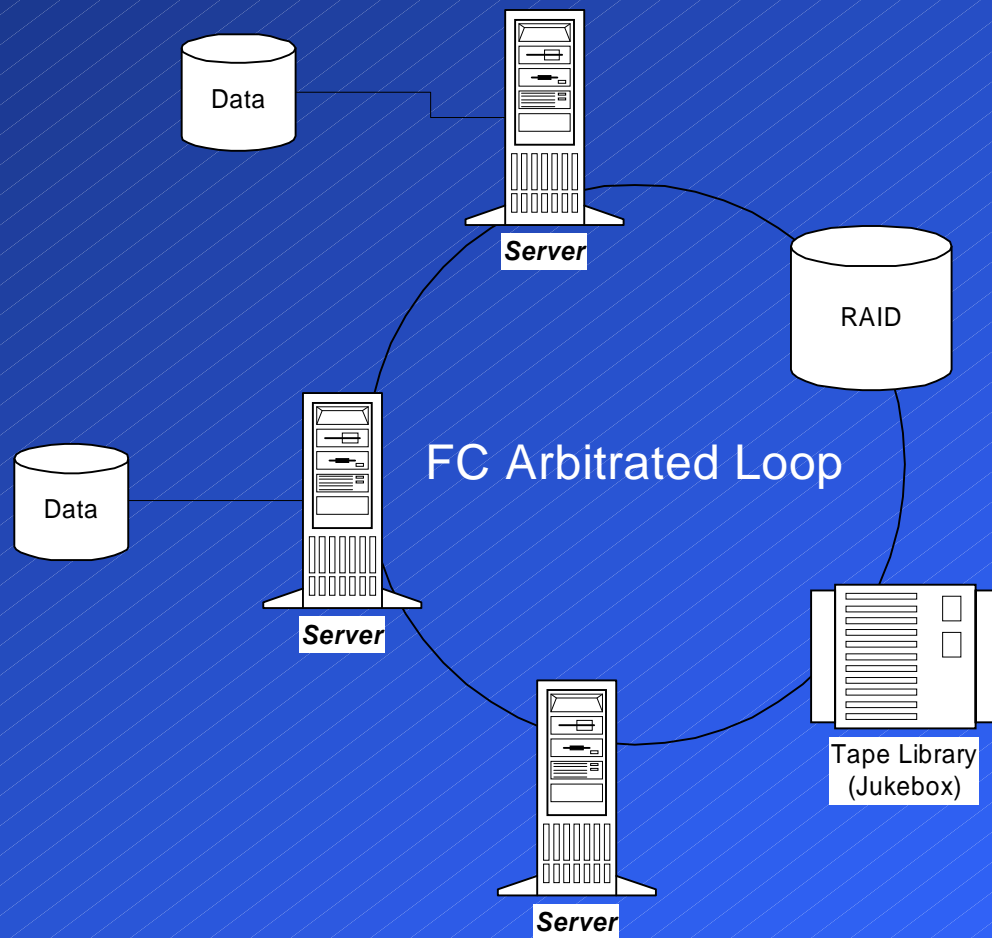 Data
Server
RAID
FC Arbitrated Loop
Data
Server
Tape Library
(Jukebox)
Server